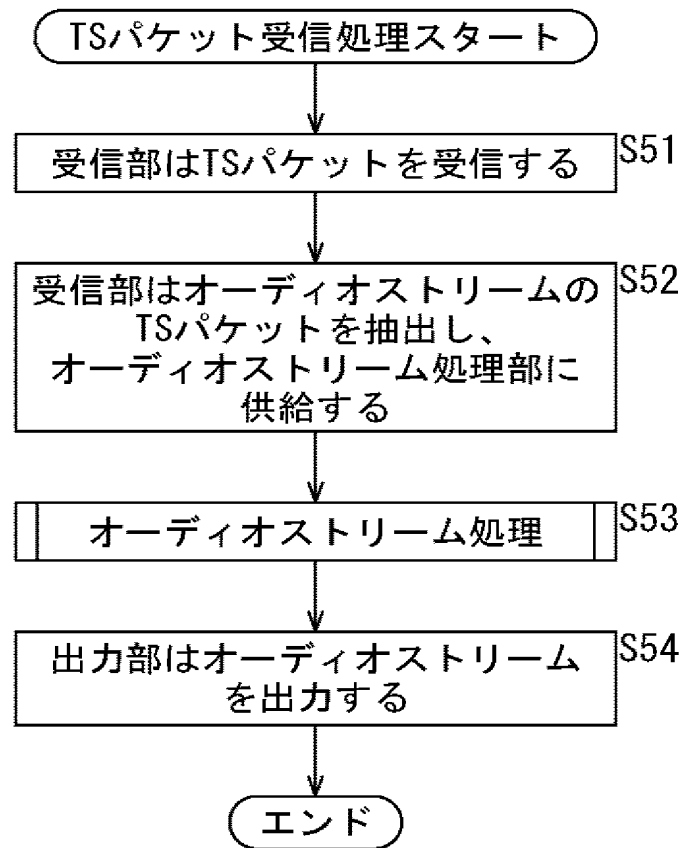 TSパケット受信処理スタート
受信部はTSパケットを受信する
S51
受信部はオーディオストリームの
TSパケットを抽出し、
オーディオストリーム処理部に
供給する
S52
オーディオストリーム処理
S53
出力部はオーディオストリーム
を出力する
S54
エンド